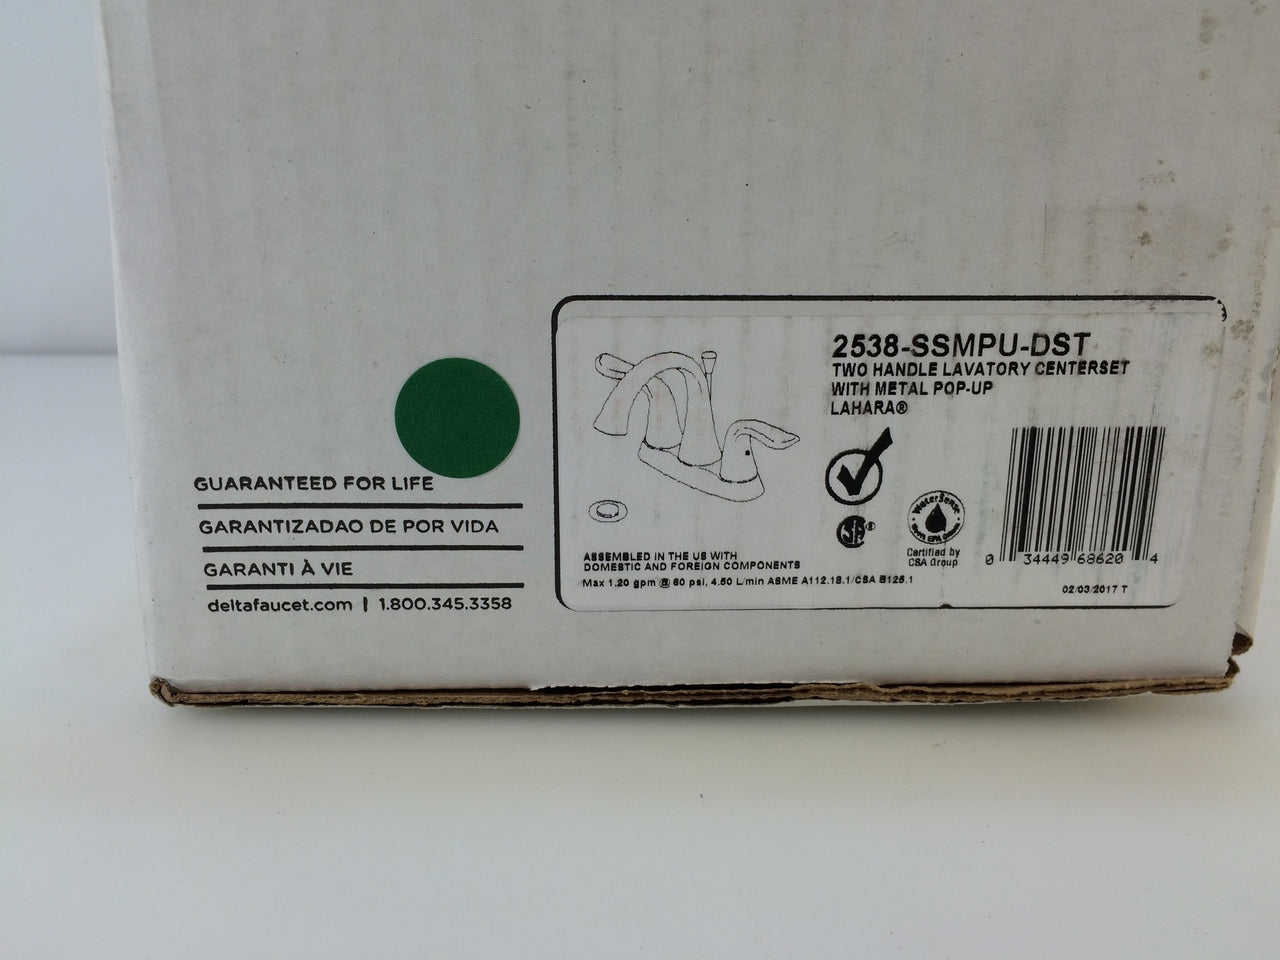 GUARANTEED FOR LIFE
GARANTIZADAO DE POR VIDA
GARANTI À VIE
deltafaucet.com | 1.800.345.3358
2538-SSMPU-DST
TWO HANDLE LAVATORY CENTERSET
WITH METAL POP-UP
LAHARA®
ASSEMBLED IN THE US WITH
DOMESTIC AND FOREIGN COMPONENTS
Max 1.20 gpm @ 60 psi, 4.50 L/min ASME A112.18.1/CSA B125.1
SA®
WaterSense
Certified by
CSA Group
0 34449 68620 4
02/03/2017 T